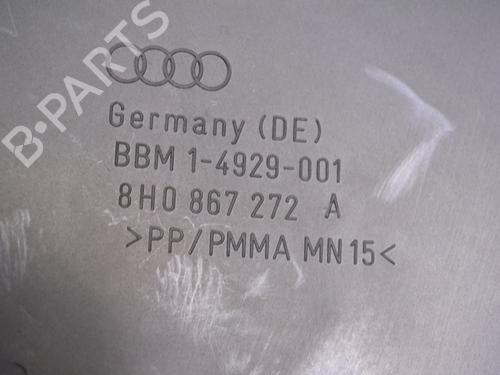 B-PARTS
Germany (DE)
BBM 1-4929-001
8H0 867 272 A
>PP/PMMA MN15<